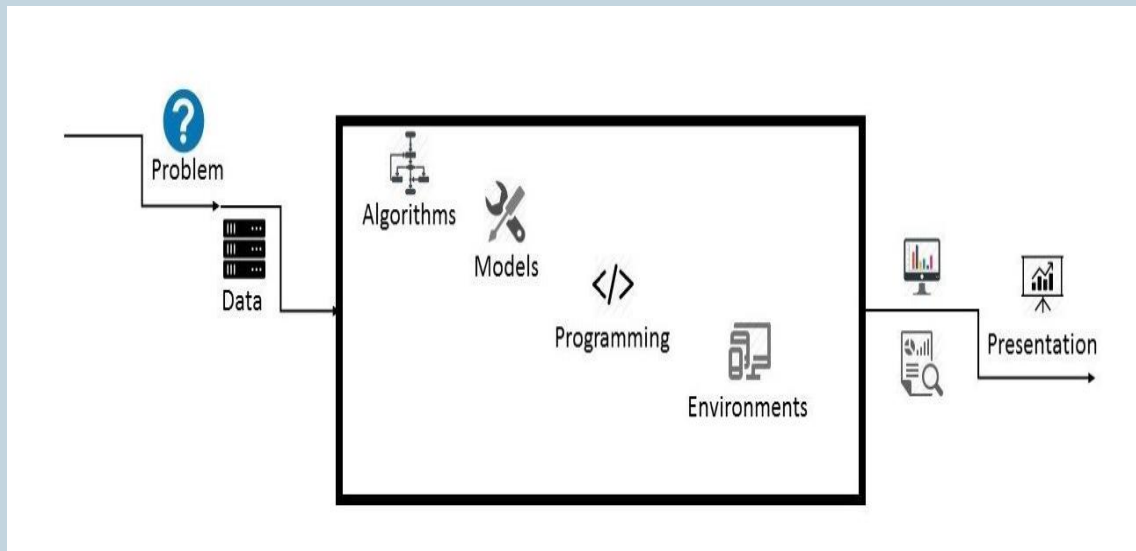 Problem
Data
Algorithms
Models
</>
Programming
Environments
Presentation